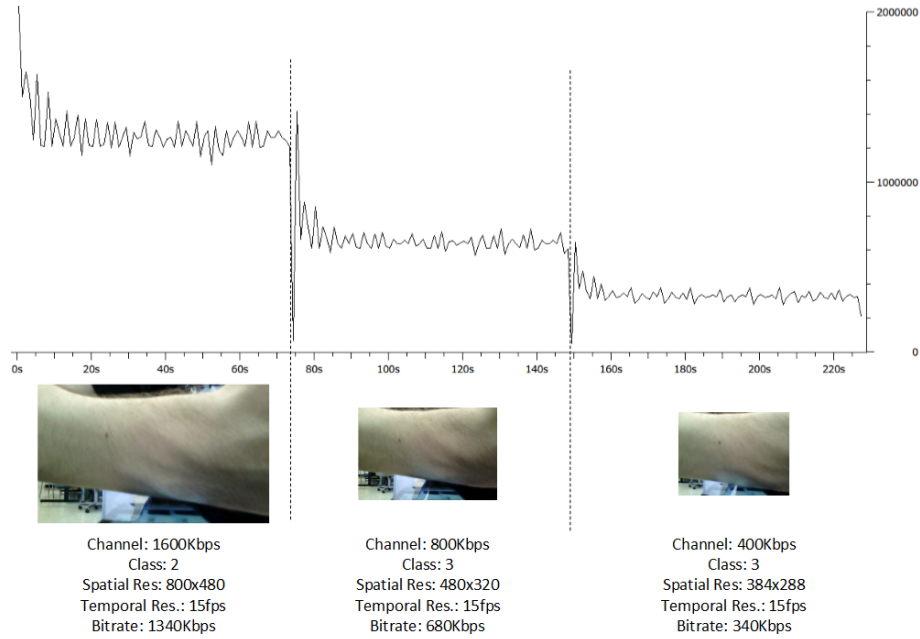 2000000
1000000
0
0s 20s 40s 60s 80s 100s 120s 140s 160s 180s 200s 220s
Channel: 1600Kbps
Class: 2
Spatial Res: 800x480
Temporal Res.: 15fps
Bitrate: 1340Kbps
Channel: 800Kbps
Class: 3
Spatial Res: 480x320
Temporal Res.: 15fps
Bitrate: 680Kbps
Channel: 400Kbps
Class: 3
Spatial Res: 384x288
Temporal Res.: 15fps
Bitrate: 340Kbps